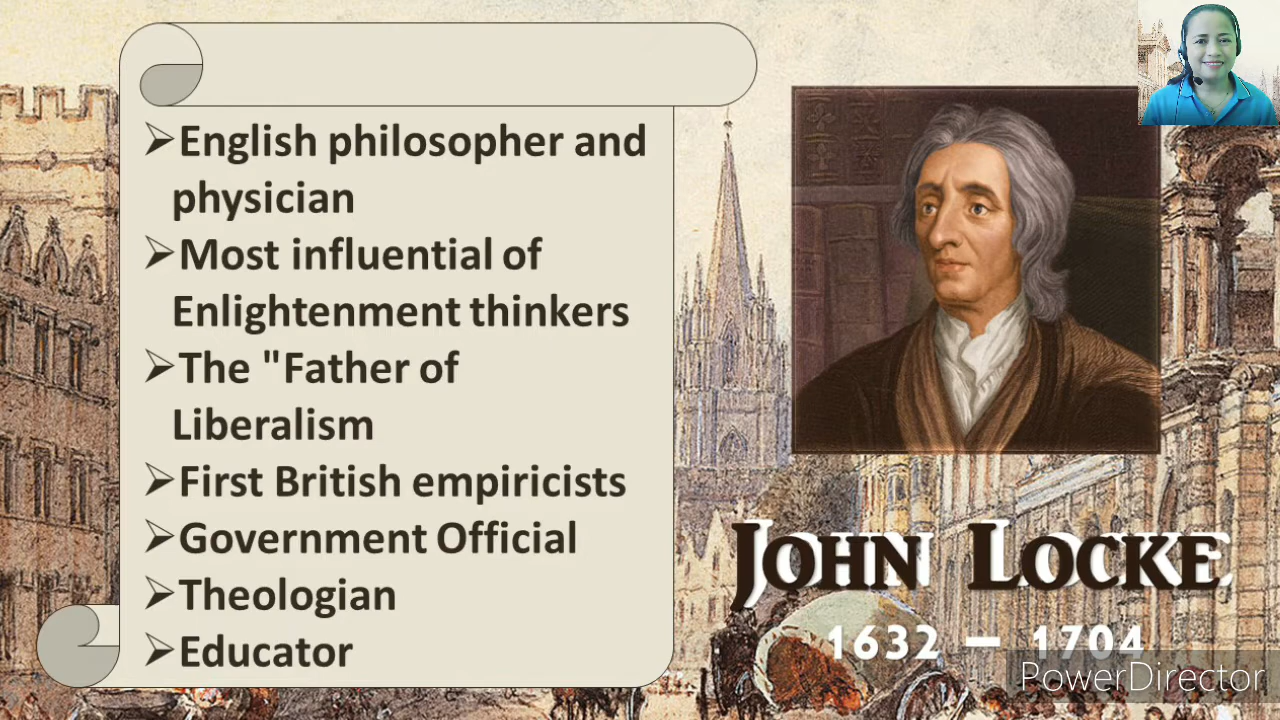 ➢English philosopher and
physician
➢Most influential of
Enlightenment thinkers
➢The "Father of
Liberalism
➢First British empiricists
➢Government Official
➢Theologian
➢Educator
JOHN LOCKE
1632 – 1704
PowerDirector